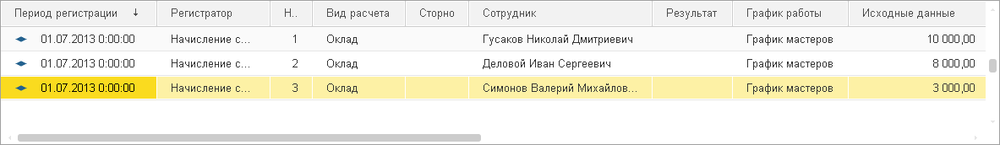 Период регистрации ↓ Регистратор Н.. Вид расчета Сторно Сотрудник Результат График работы Исходные данные
01.07.2013 0:00:00 Начисление с... 1 Оклад Гусаков Николай Дмитриевич График мастеров 10 000,00
01.07.2013 0:00:00 Начисление с... 2 Оклад Деловой Иван Сергеевич График мастеров 8 000,00
01.07.2013 0:00:00 Начисление с... 3 Оклад Симонов Валерий Михайлов... График мастеров 3 000,00